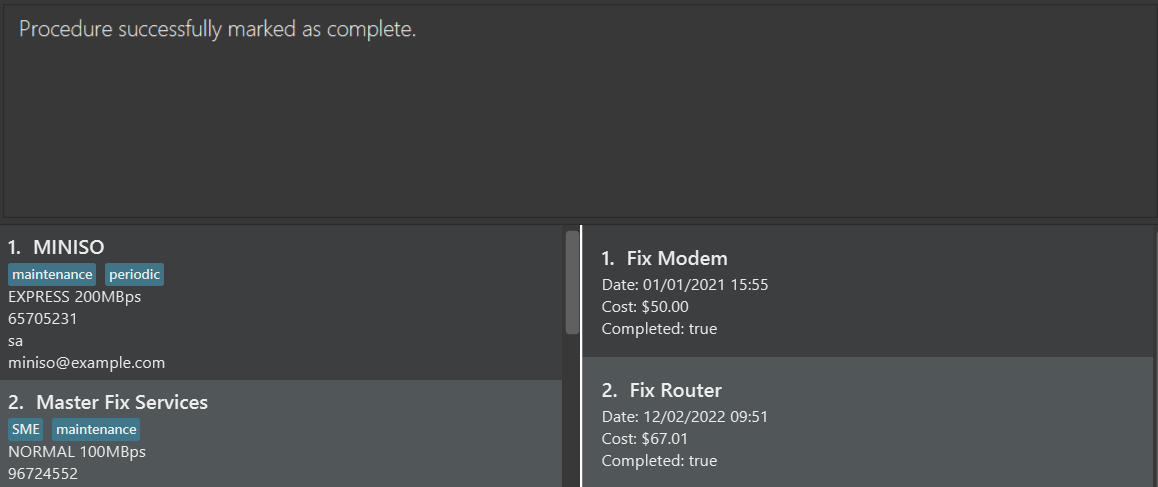 Procedure successfully marked as complete.
1. MINISO
maintenance periodic
EXPRESS 200MBps
65705231
sa
miniso@example.com
2. Master Fix Services
SME maintenance
NORMAL 100MBps
96724552
1. Fix Modem
Date: 01/01/2021 15:55
Cost: $50.00
Completed: true
2. Fix Router
Date: 12/02/2022 09:51
Cost: $67.01
Completed: true